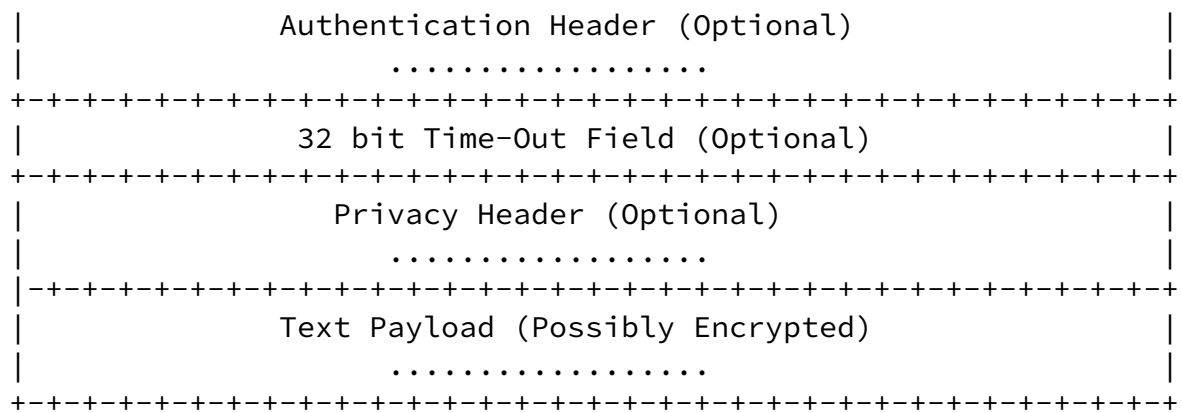 |              Authentication Header (Optional)                 |
|                    ..................                         |
+-+-+-+-+-+-+-+-+-+-+-+-+-+-+-+-+-+-+-+-+-+-+-+-+-+-+-+-+-+-+-+-+
|               32 bit Time-Out Field (Optional)                |
+-+-+-+-+-+-+-+-+-+-+-+-+-+-+-+-+-+-+-+-+-+-+-+-+-+-+-+-+-+-+-+-+
|                 Privacy Header (Optional)                     |
|                    ..................                         |
|-+-+-+-+-+-+-+-+-+-+-+-+-+-+-+-+-+-+-+-+-+-+-+-+-+-+-+-+-+-+-+-+
|              Text Payload (Possibly Encrypted)                |
|                    ..................                         |
+-+-+-+-+-+-+-+-+-+-+-+-+-+-+-+-+-+-+-+-+-+-+-+-+-+-+-+-+-+-+-+-+